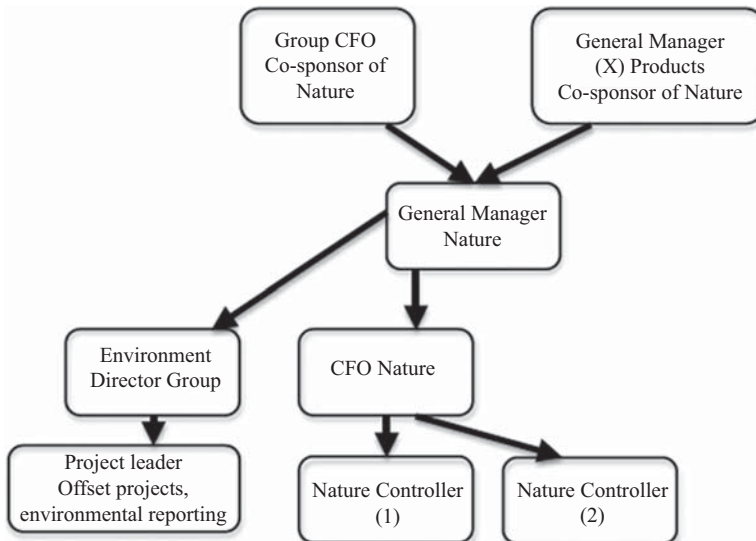 Group CFO
Co-sponsor of
Nature
General Manager
(X) Products
Co-sponsor of Nature
General Manager
Nature
Environment
Director Group
CFO Nature
Project leader
Offset projects,
environmental reporting
Nature Controller
(1)
Nature Controller
(2)